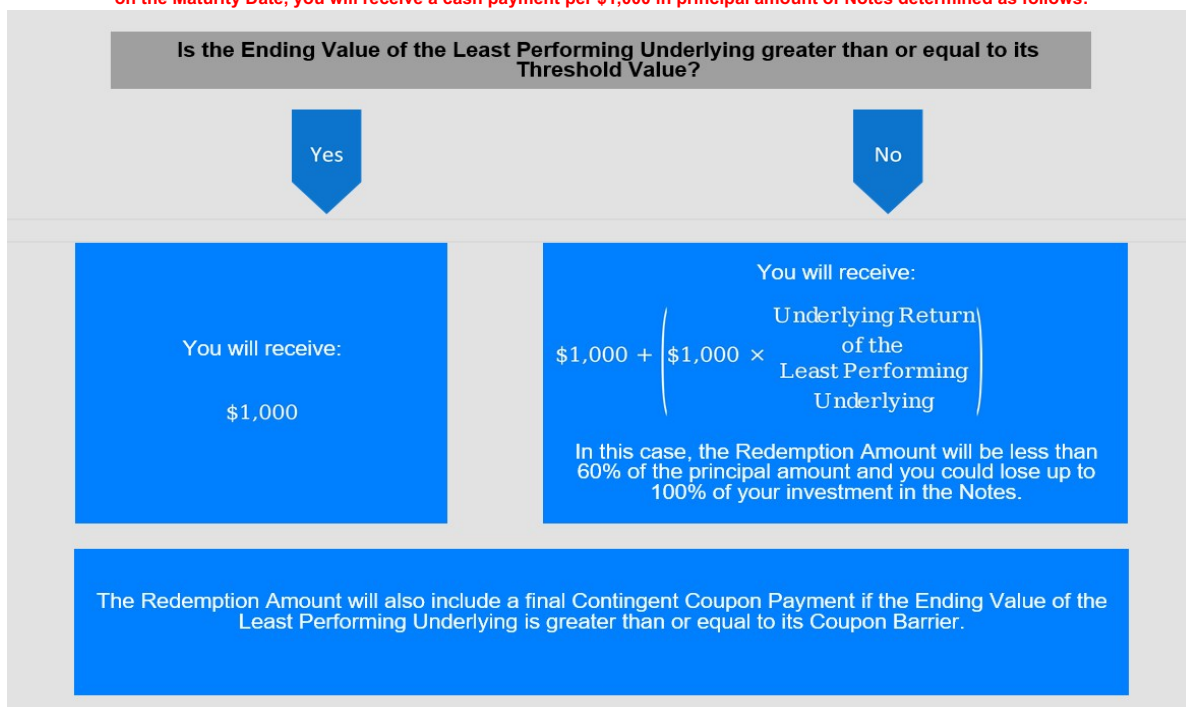 on the Maturity Date, you will receive a cash payment per $1,000 in principal amount of Notes determined as follows:
Is the Ending Value of the Least Performing Underlying greater than or equal to its
Threshold Value?
Yes
No
You will receive:
$1,000
You will receive:
Underlying Return
of the
$1,000 + ($1,000 ×
Least Performing
Underlying)
In this case, the Redemption Amount will be less than
60% of the principal amount and you could lose up to
100% of your investment in the Notes.
The Redemption Amount will also include a final Contingent Coupon Payment if the Ending Value of the
Least Performing Underlying is greater than or equal to its Coupon Barrier.